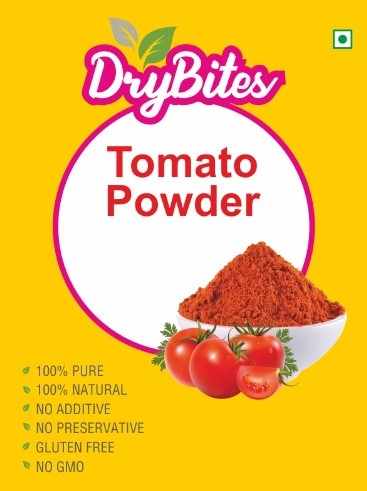 DryBites
Tomato
Powder
100% PURE
100% NATURAL
NO ADDITIVE
NO PRESERVATIVE
GLUTEN FREE
NO GMO